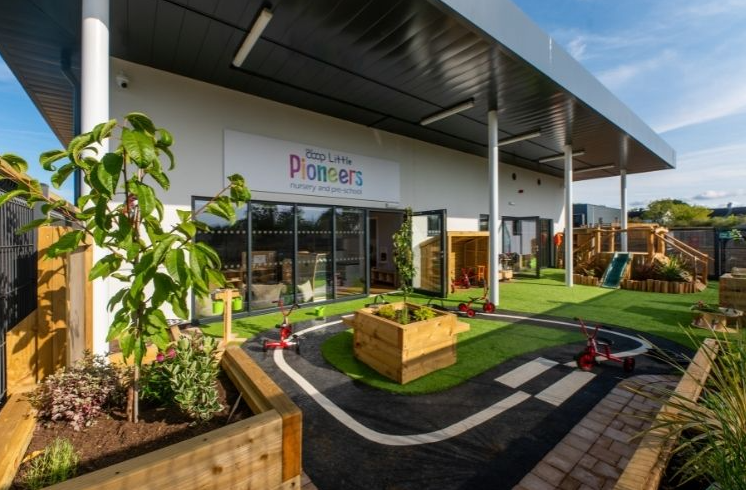 coop Little
Pioneers
nursery and pre-school